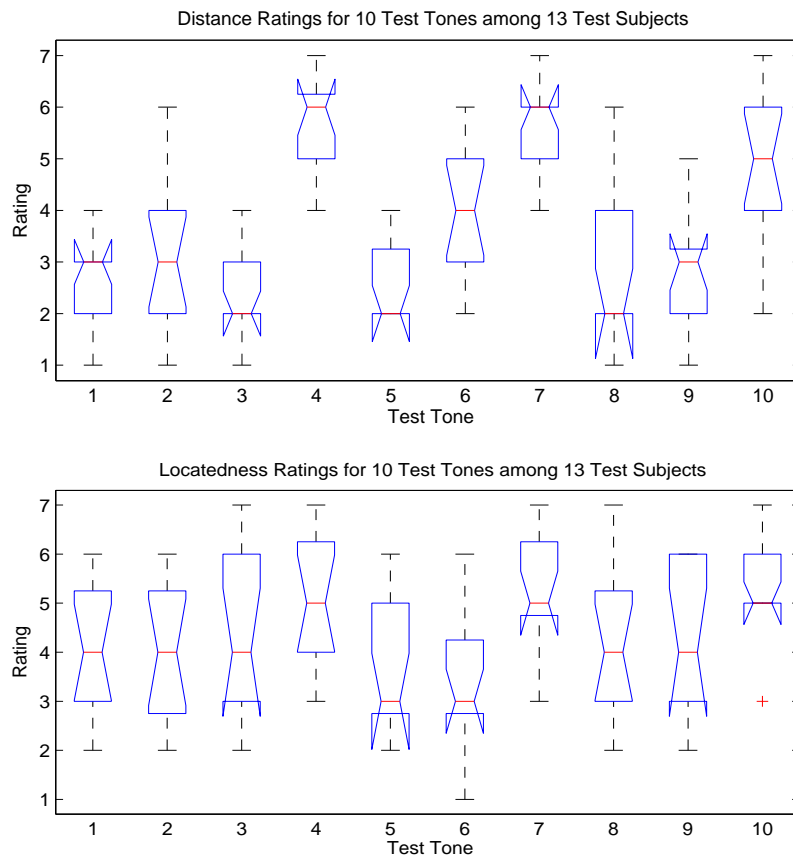 Distance Ratings for 10 Test Tones among 13 Test Subjects
7
6
5
4
3
2
1
Rating
1 2 3 4 5 6 7 8 9 10
Test Tone
Locatedness Ratings for 10 Test Tones among 13 Test Subjects
7
6
5
4
3
2
1
Rating
1 2 3 4 5 6 7 8 9 10
Test Tone